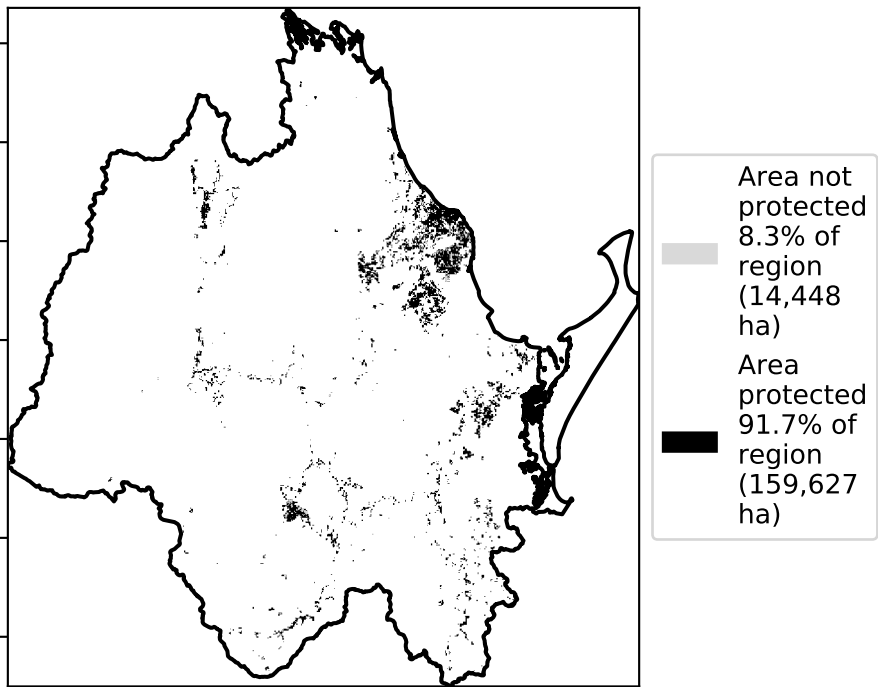 Area not
protected
8.3% of
region
(14,448
ha)
Area
protected
91.7% of
region
(159,627
ha)